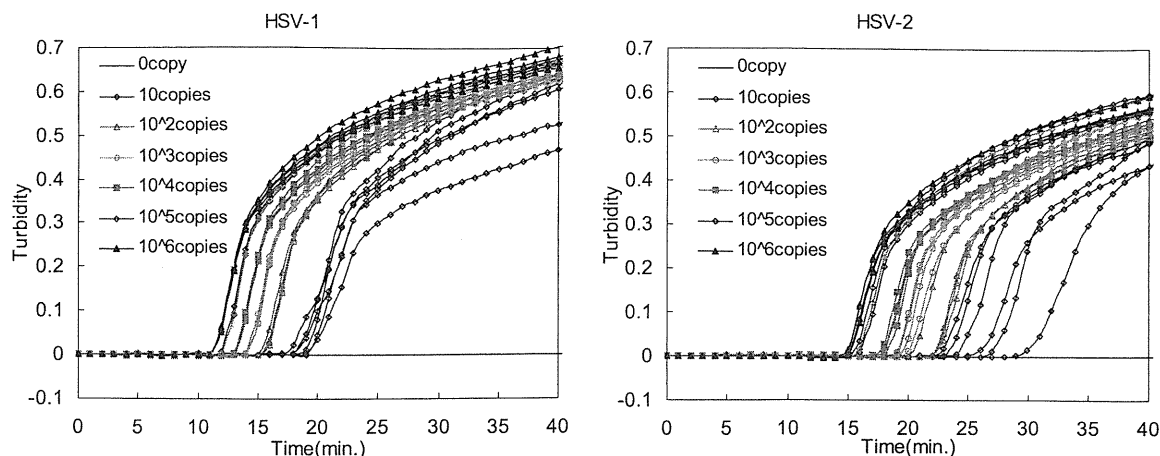 HSV-1
0.7
0.6
0.5
0.4
0.3
0.2
0.1
0
-0.1
Turbidity
0copy
10copies
10^2copies
10^3copies
10^4copies
10^5copies
10^6copies
0 5 10 15 20 25 30 35 40
Time(min.)
HSV-2
0.7
0.6
0.5
0.4
0.3
0.2
0.1
0
-0.1
Turbidity
0copy
10copies
10^2copies
10^3copies
10^4copies
10^5copies
10^6copies
0 5 10 15 20 25 30 35 40
Time(min.)